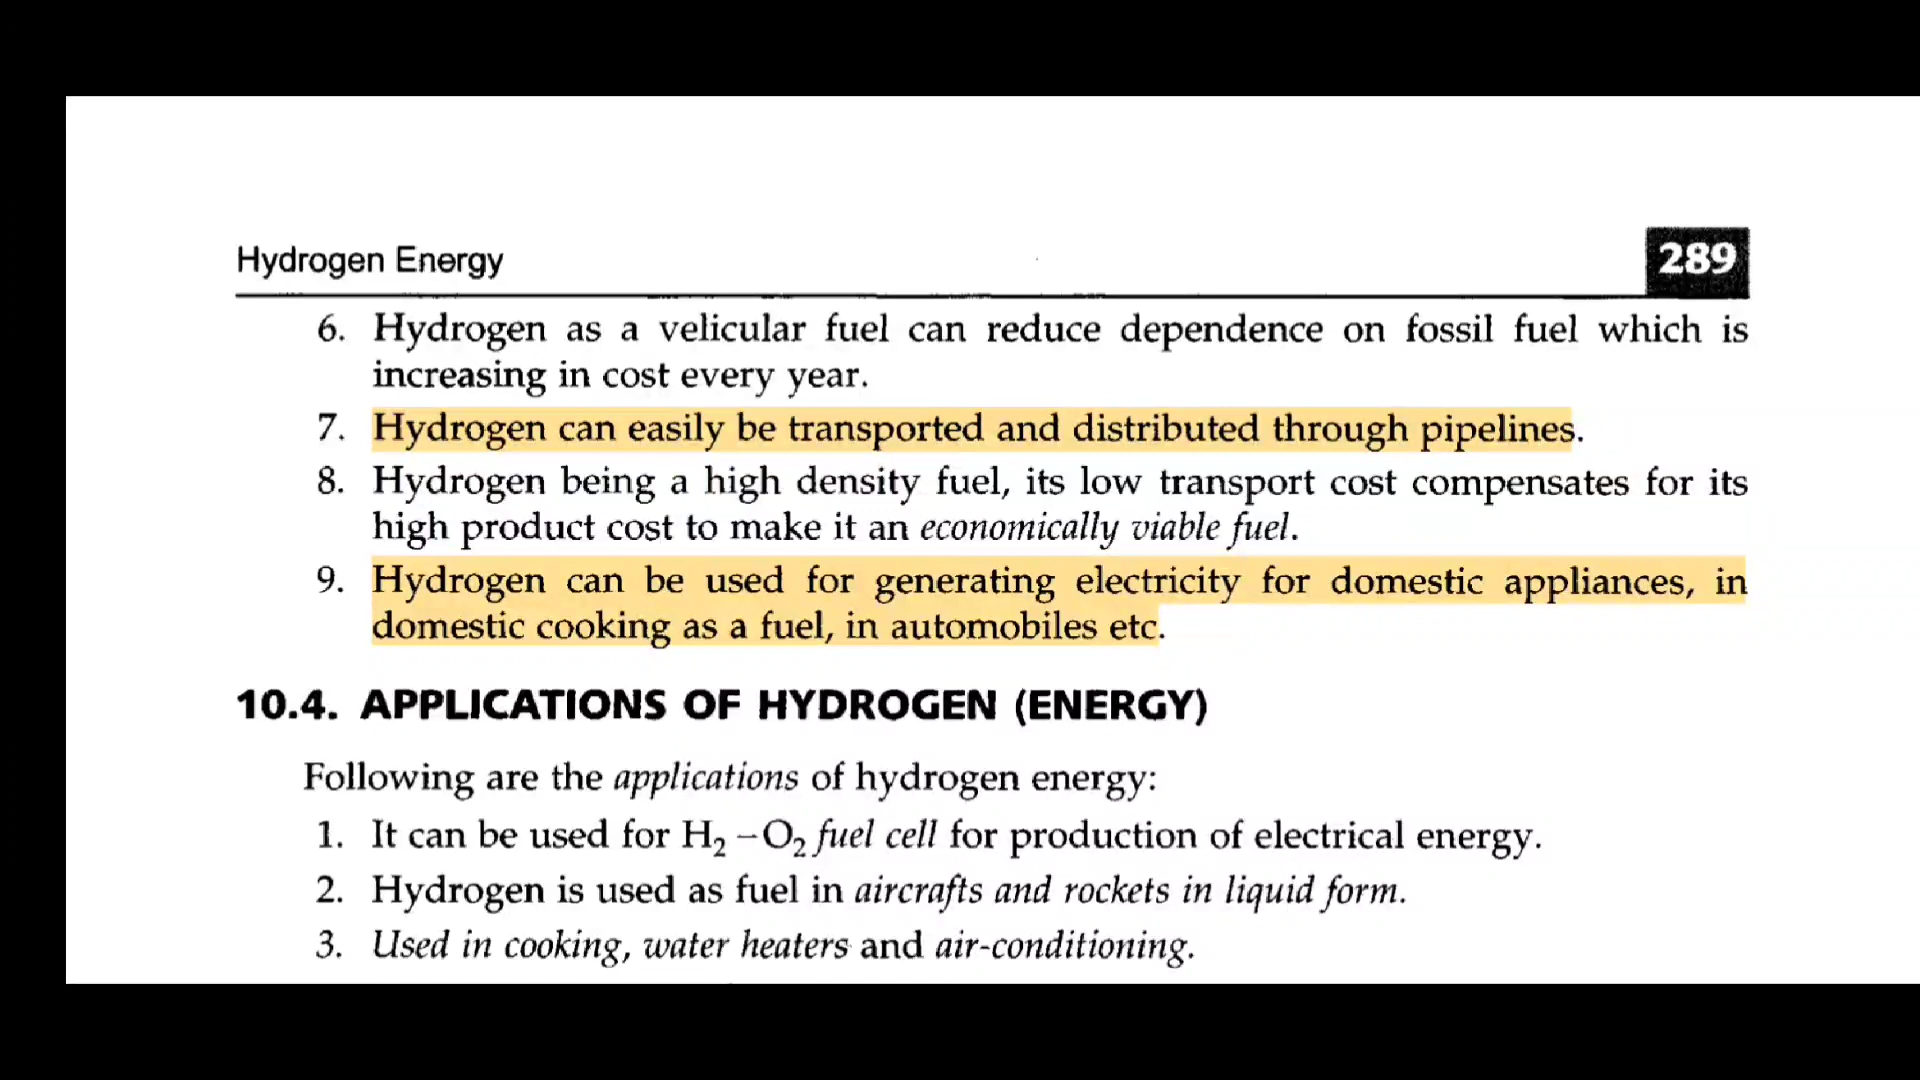 Hydrogen Energy 289
6. Hydrogen as a velicular fuel can reduce dependence on fossil fuel which is
increasing in cost every year.
7. Hydrogen can easily be transported and distributed through pipelines.
8. Hydrogen being a high density fuel, its low transport cost compensates for its
high product cost to make it an economically viable fuel.
9. Hydrogen can be used for generating electricity for domestic appliances, in
domestic cooking as a fuel, in automobiles etc.
10.4. APPLICATIONS OF HYDROGEN (ENERGY)
Following are the applications of hydrogen energy:
1. It can be used for H₂ –O₂ fuel cell for production of electrical energy.
2. Hydrogen is used as fuel in aircrafts and rockets in liquid form.
3. Used in cooking, water heaters and air-conditioning.